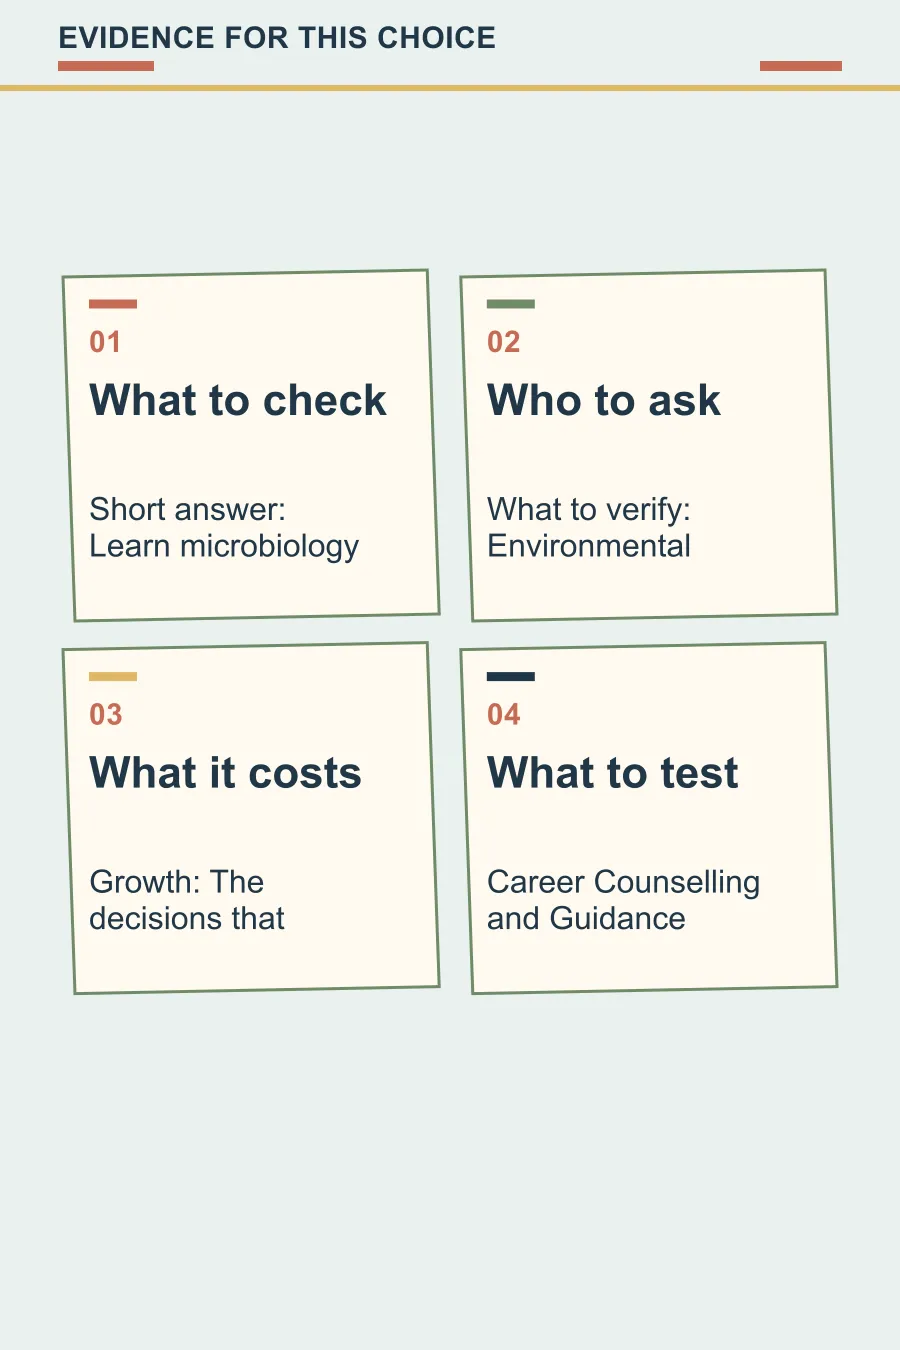 EVIDENCE FOR THIS CHOICE
01
What to check
Short answer:
Learn microbiology
02
Who to ask
What to verify:
Environmental
03
What it costs
Growth: The
decisions that
04
What to test
Career Counselling
and Guidance